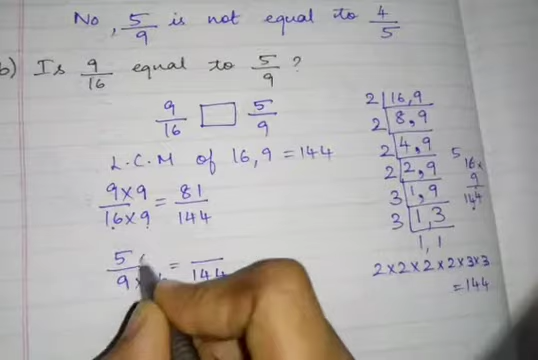 No, 5/9 is not equal to 4/5
b) Is 9/16 equal to 5/9 ?
9/16 □ 5/9
L.C.M of 16, 9 = 144
9×9/16×9 = 81/144
5/9× = /144
2 | 16, 9
2 | 8, 9
2 | 4, 9
2 | 2, 9
3 | 1, 9
3 | 1, 3
1, 1
2×2×2×2×3×3
= 144
5
16×
9
144